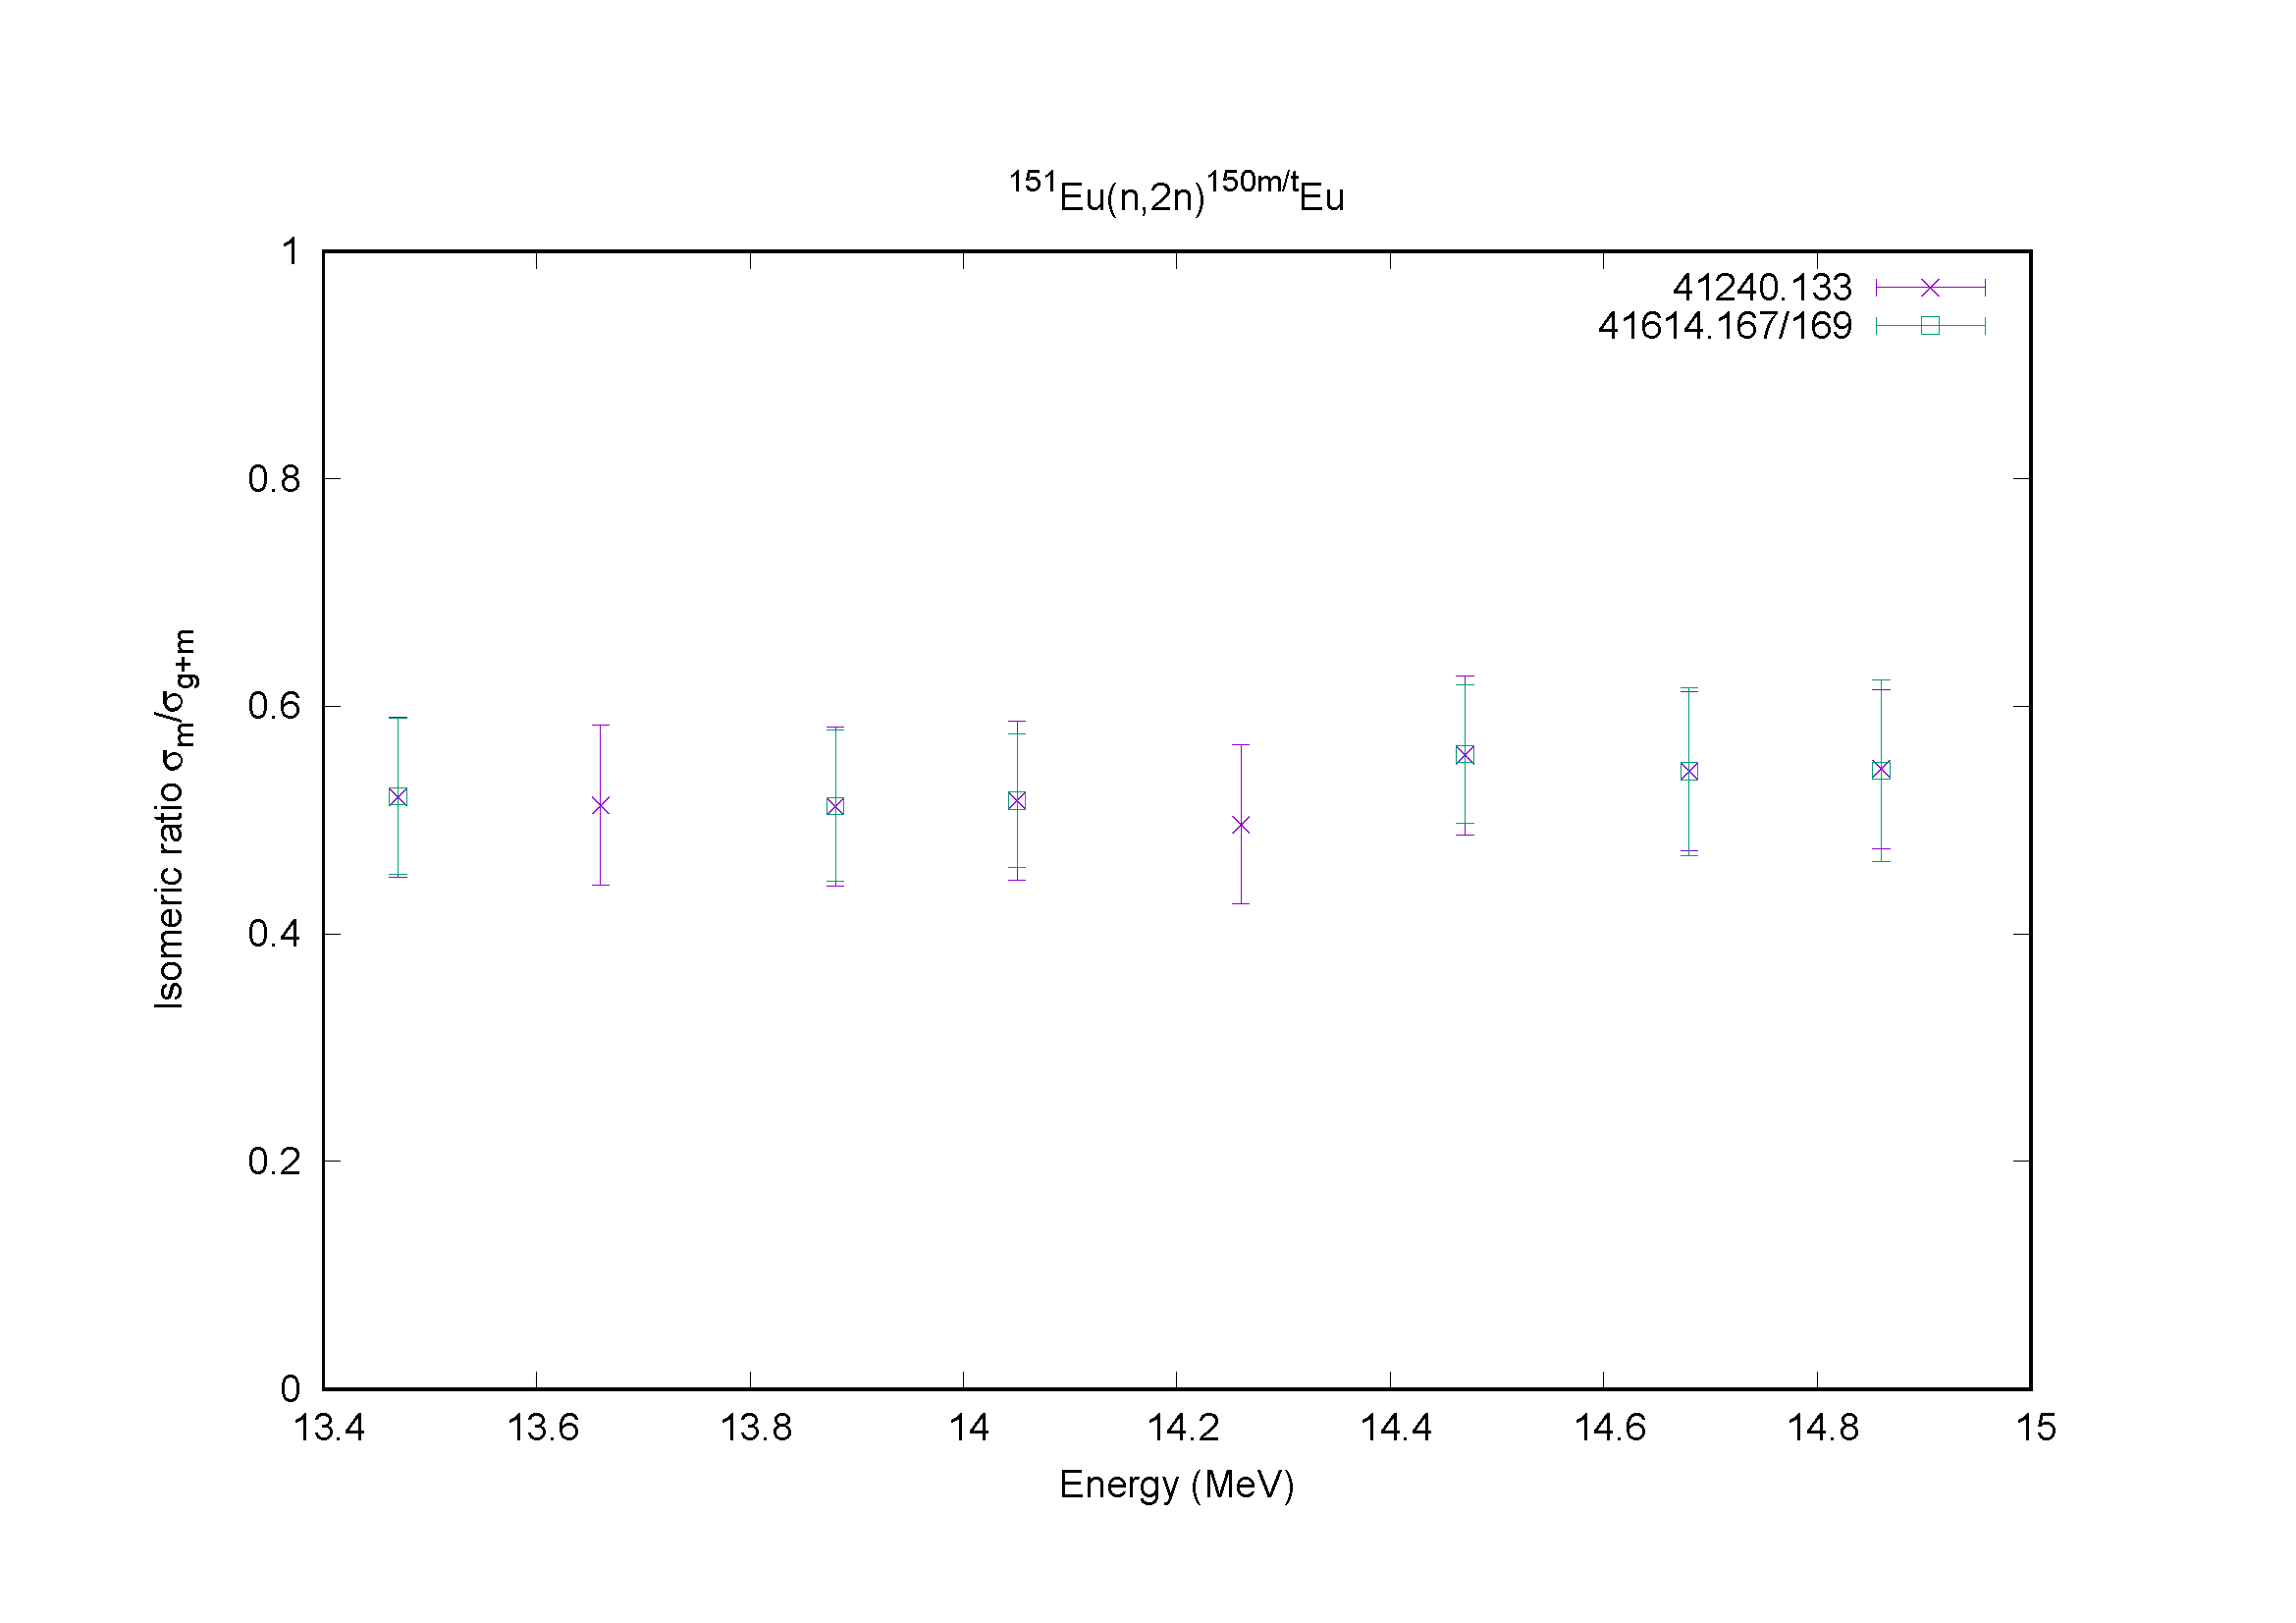 ¹⁵¹Eu(n,2n)¹⁵⁰ᵐ/ᵗEu
41240.133
41614.167/169
1
0.8
0.6
0.4
0.2
0
Isomeric ratio σm/σg+m
13.4 13.6 13.8 14 14.2 14.4 14.6 14.8 15
Energy (MeV)